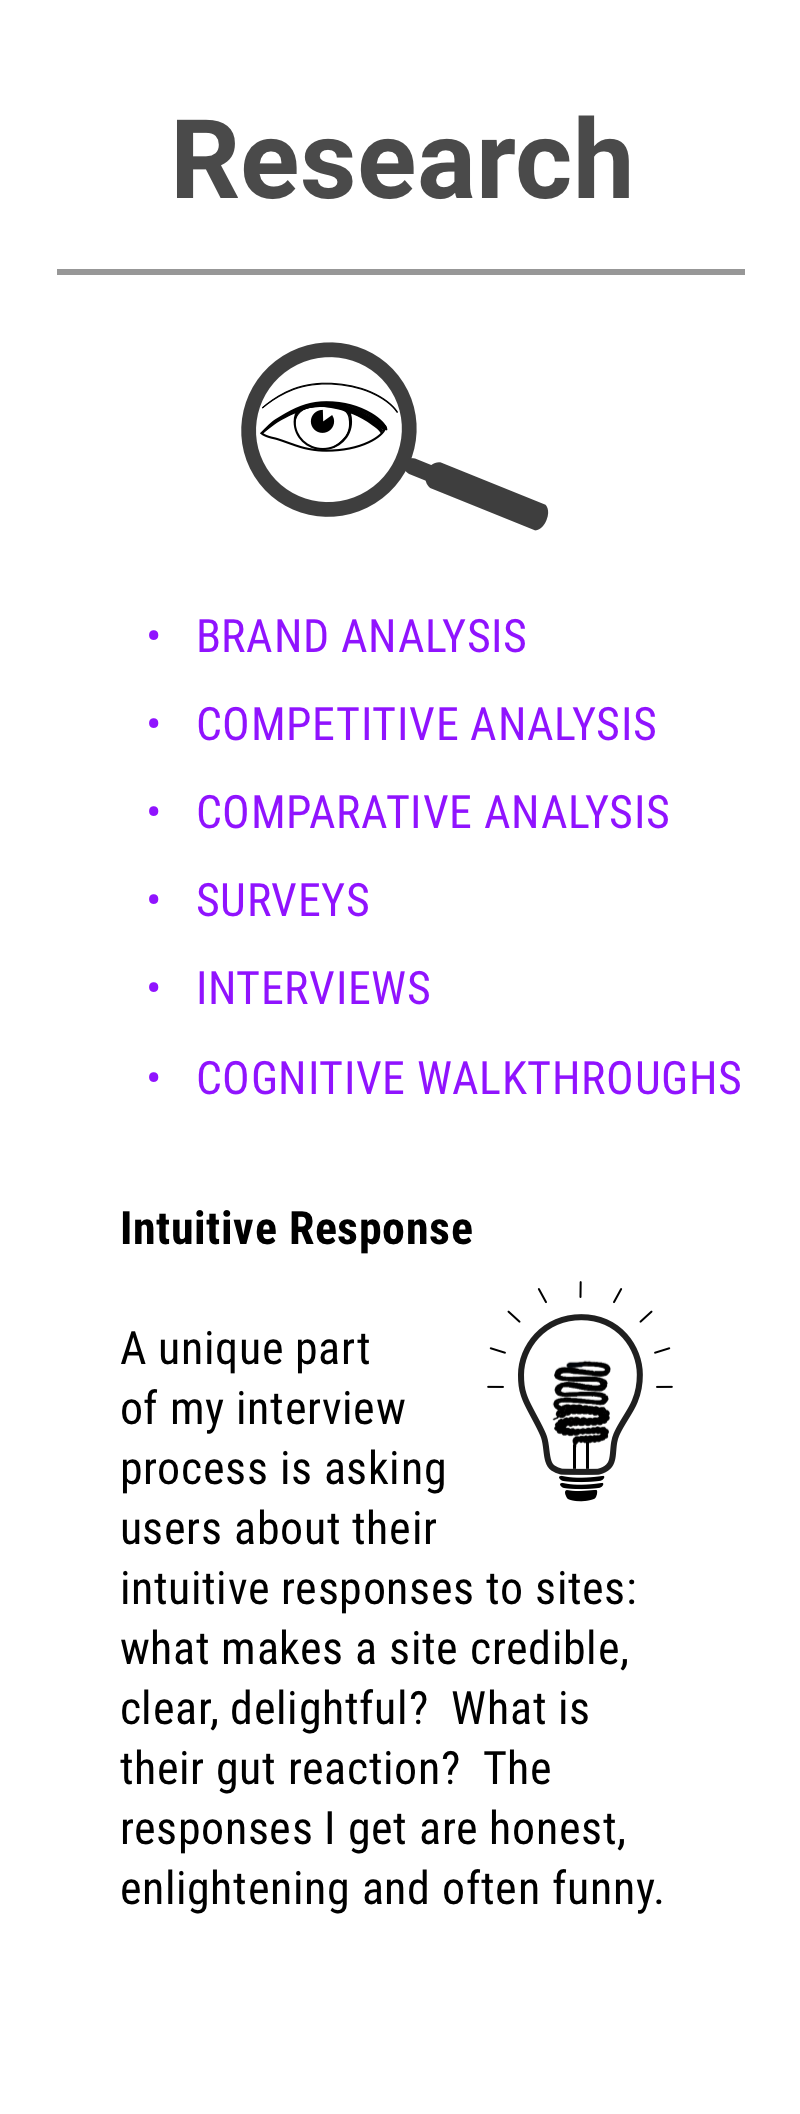 Research
• BRAND ANALYSIS
• COMPETITIVE ANALYSIS
• COMPARATIVE ANALYSIS
• SURVEYS
• INTERVIEWS
• COGNITIVE WALKTHROUGHS
Intuitive Response
A unique part
of my interview
process is asking
users about their
intuitive responses to sites:
what makes a site credible,
clear, delightful?  What is
their gut reaction?  The
responses I get are honest,
enlightening and often funny.